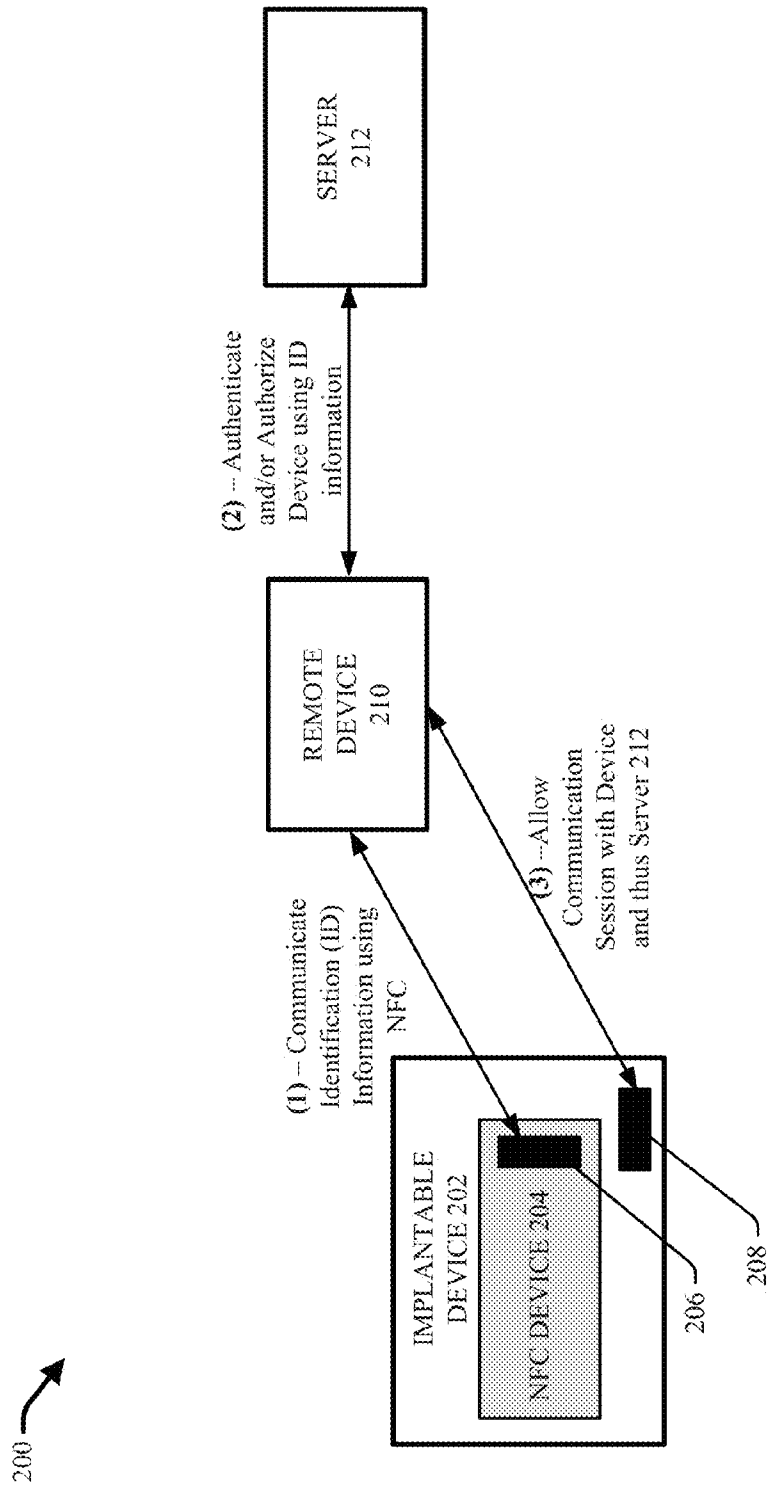 200
IMPLANTABLE
DEVICE 202
NFC DEVICE 204
206
208
(1) – Communicate
Identification (ID)
Information using
NFC
REMOTE
DEVICE
210
(2) – Authenticate
and/or Authorize
Device using ID
information
(3) –Allow
Communication
Session with Device
and thus Server 212
SERVER
212